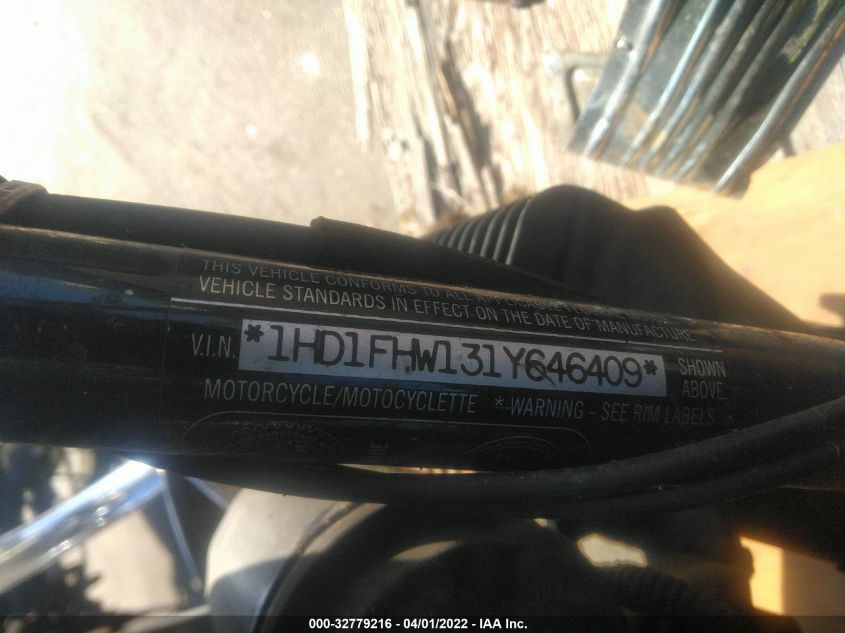 THIS VEHICLE CONFORMS TO ALL APPLICABLE FEDERAL
VEHICLE STANDARDS IN EFFECT ON THE DATE OF MANUFACTURE
V.I.N. *1HD1FHW131Y646409* SHOWN ABOVE,
MOTORCYCLE/MOTOCYCLETTE *-WARNING - SEE RIM LABELS
000-32779216 - 04/01/2022 - IAA Inc.